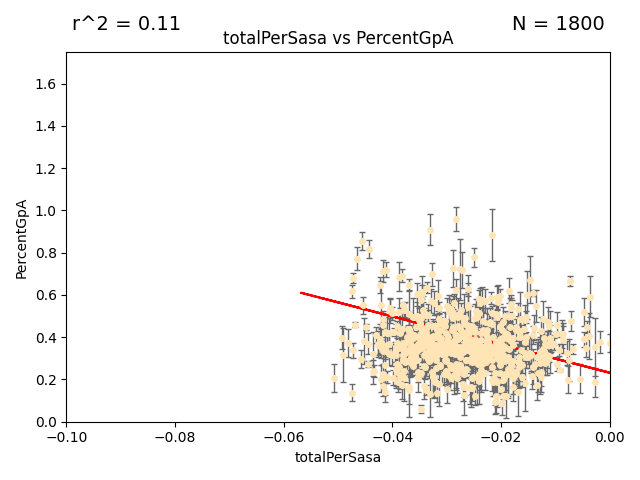 r^2 = 0.11
N = 1800
totalPerSasa vs PercentGpA
PercentGpA
1.6
1.4
1.2
1.0
0.8
0.6
0.4
0.2
0.0
−0.10 −0.08 −0.06 −0.04 −0.02 0.00
totalPerSasa